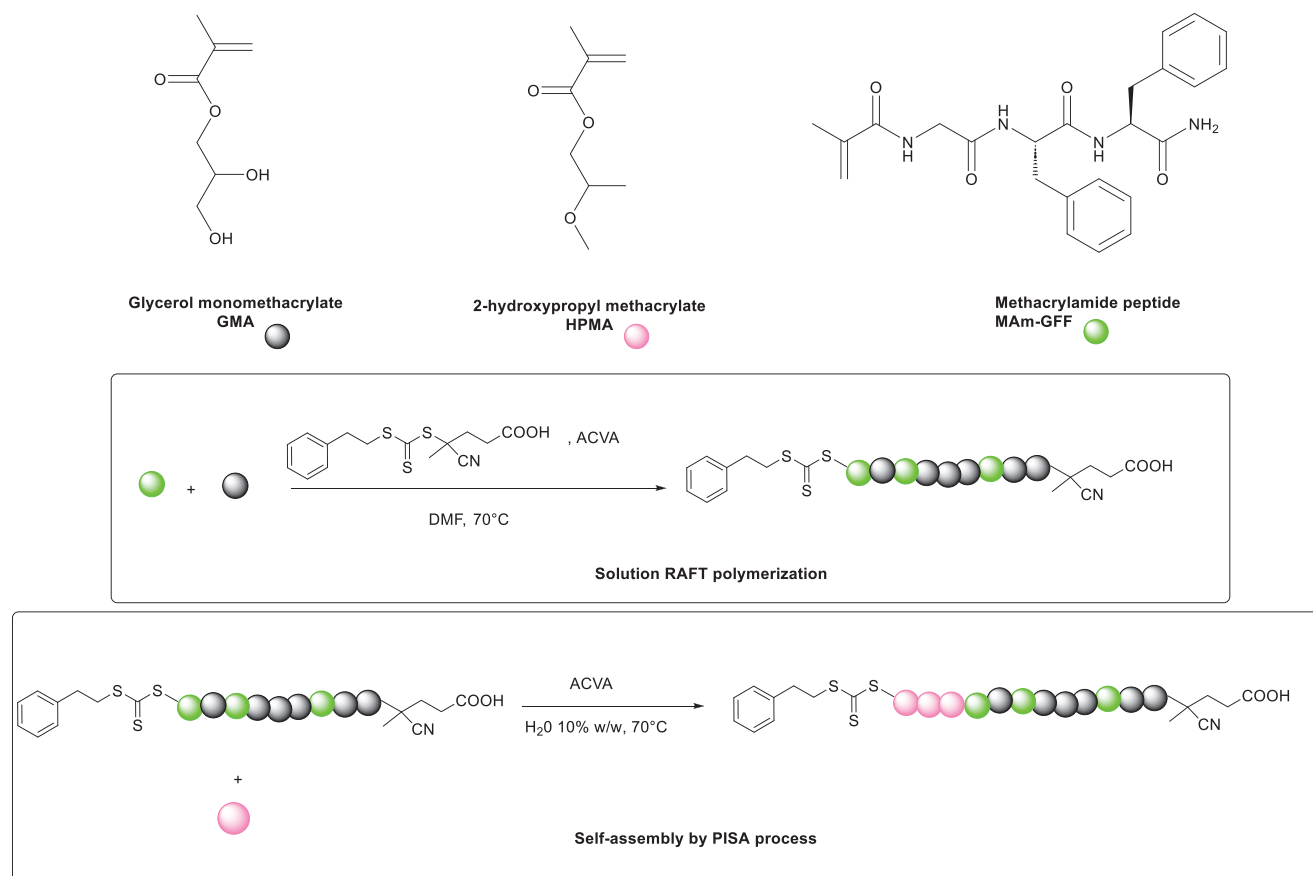 O
O
OH
OH
O
O
O
O
N
H
O
H
N
O
O
N
H
O
NH2
Glycerol monomethacrylate
GMA
2-hydroxypropyl methacrylate
HPMA
Methacrylamide peptide
MAm-GFF
S
S
S
CN
COOH
, ACVA
+
DMF, 70°C
S
S
S
CN
COOH
Solution RAFT polymerization
S
S
S
CN
COOH
+
ACVA
H20 10% w/w, 70°C
S
S
S
CN
COOH
Self-assembly by PISA process